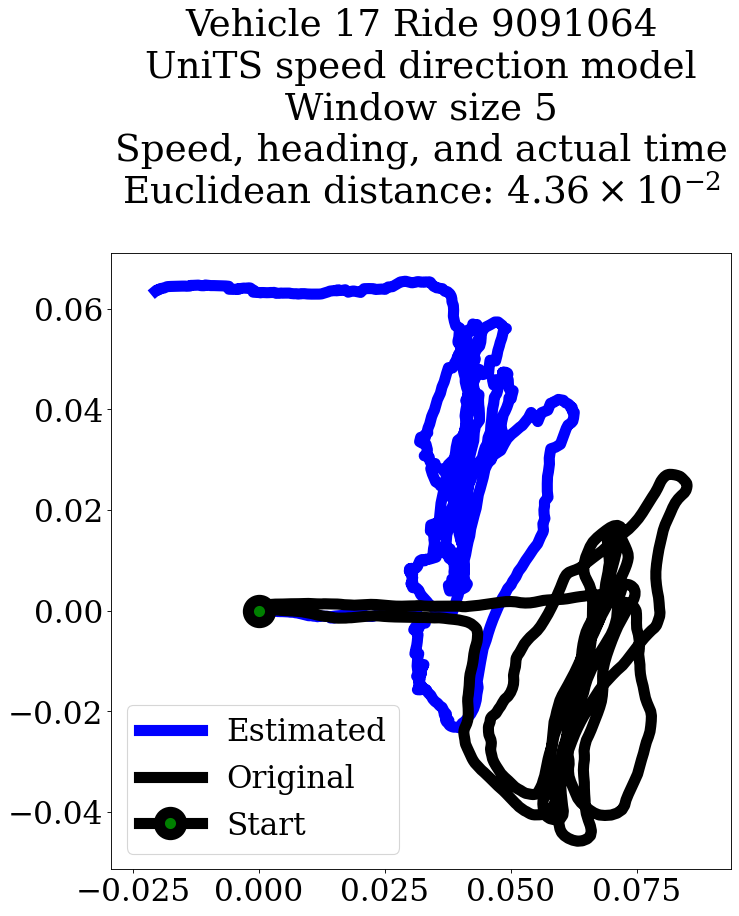 Vehicle 17 Ride 9091064
UniTS speed direction model
Window size 5
Speed, heading, and actual time
Euclidean distance: 4.36 × 10⁻²
0.06
0.04
0.02
0.00
−0.02
−0.04
Estimated
Original
Start
−0.025 0.000 0.025 0.050 0.075